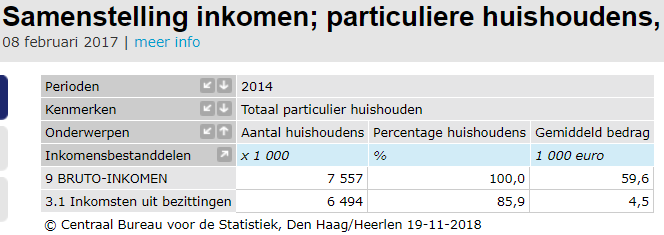 Samenstelling inkomen; particuliere huishoudens,
08 februari 2017 | meer info
Perioden 2014
Kenmerken Totaal particulier huishouden
Onderwerpen Aantal huishoudens Percentage huishoudens Gemiddeld bedrag
Inkomensbestanddelen x 1 000 % 1 000 euro
9 BRUTO-INKOMEN 7 557 100,0 59,6
3.1 Inkomsten uit bezittingen 6 494 85,9 4,5
© Centraal Bureau voor de Statistiek, Den Haag/Heerlen 19-11-2018